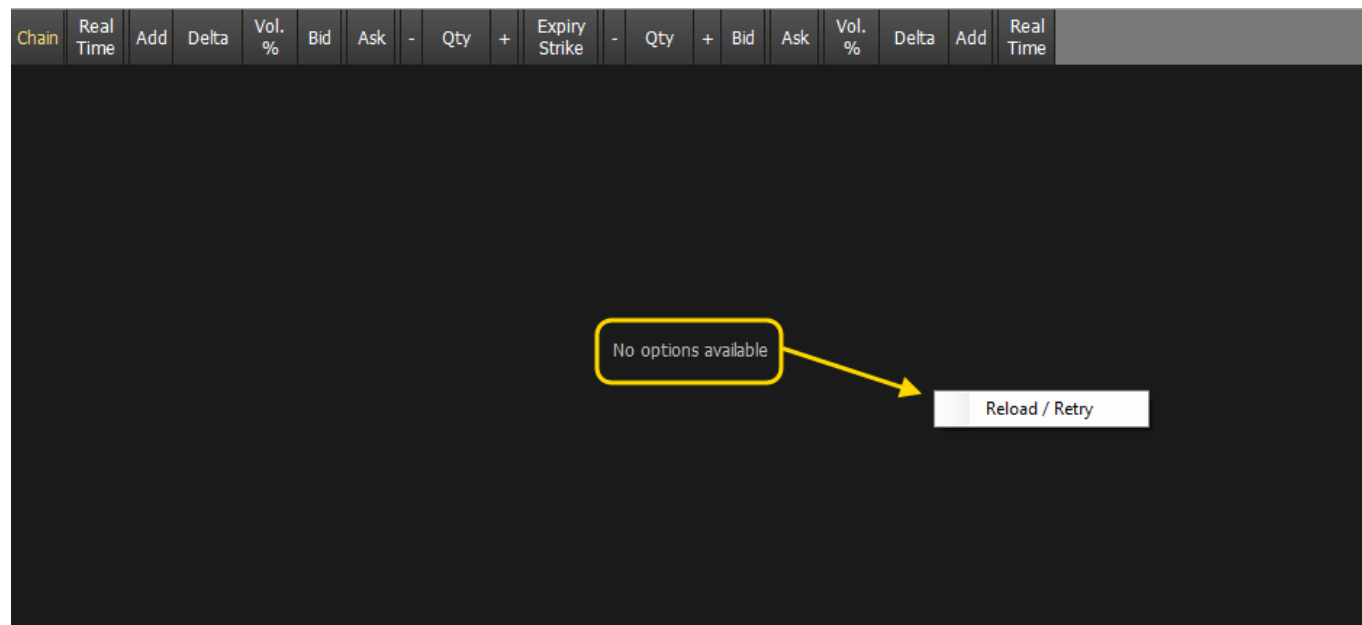 Chain Real Time Add Delta Vol. % Bid Ask - Qty + Expiry Strike - Qty + Bid Ask Vol. % Delta Add Real Time
No options available
Reload / Retry